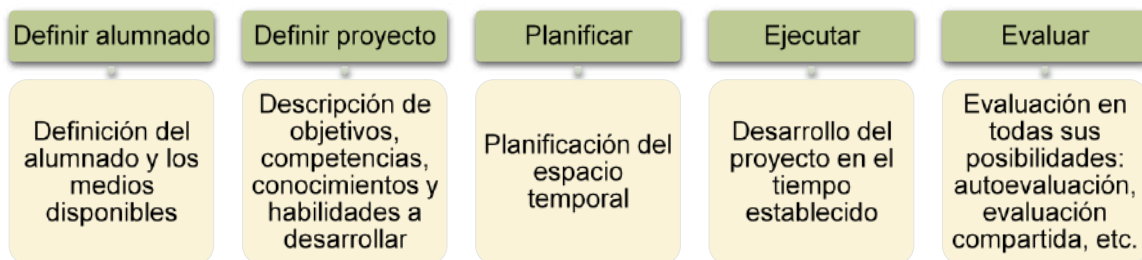 Definir alumnado
Definición del
alumnado y los
medios
disponibles
Definir proyecto
Descripción de
objetivos,
competencias,
conocimientos y
habilidades a
desarrollar
Planificar
Planificación del
espacio
temporal
Ejecutar
Desarrollo del
proyecto en el
tiempo
establecido
Evaluar
Evaluación en
todas sus
posibilidades:
autoevaluación,
evaluación
compartida, etc.